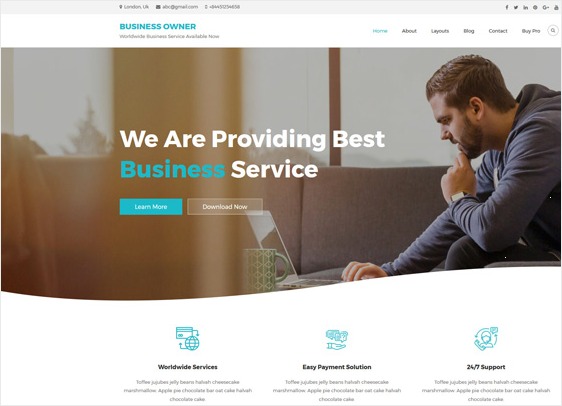 London, Uk abc@gmail.com +94431234658
BUSINESS OWNER
Worldwide Business Service Available Now
Home About Layouts Blog Contact Buy Pro
We Are Providing Best
Business Service
Learn More Download Now
Worldwide Services Easy Payment Solution 24/7 Support
Toffee jujubes jelly beans halvah cheesecake Toffee jujubes jelly beans halvah cheesecake Toffee jujubes jelly beans halvah cheesecake
marshmallow. Apple pie chocolate bar oat cake halvah marshmallow. Apple pie chocolate bar oat cake halvah marshmallow. Apple pie chocolate bar oat cake halvah
chocolate cake. chocolate cake. chocolate cake.